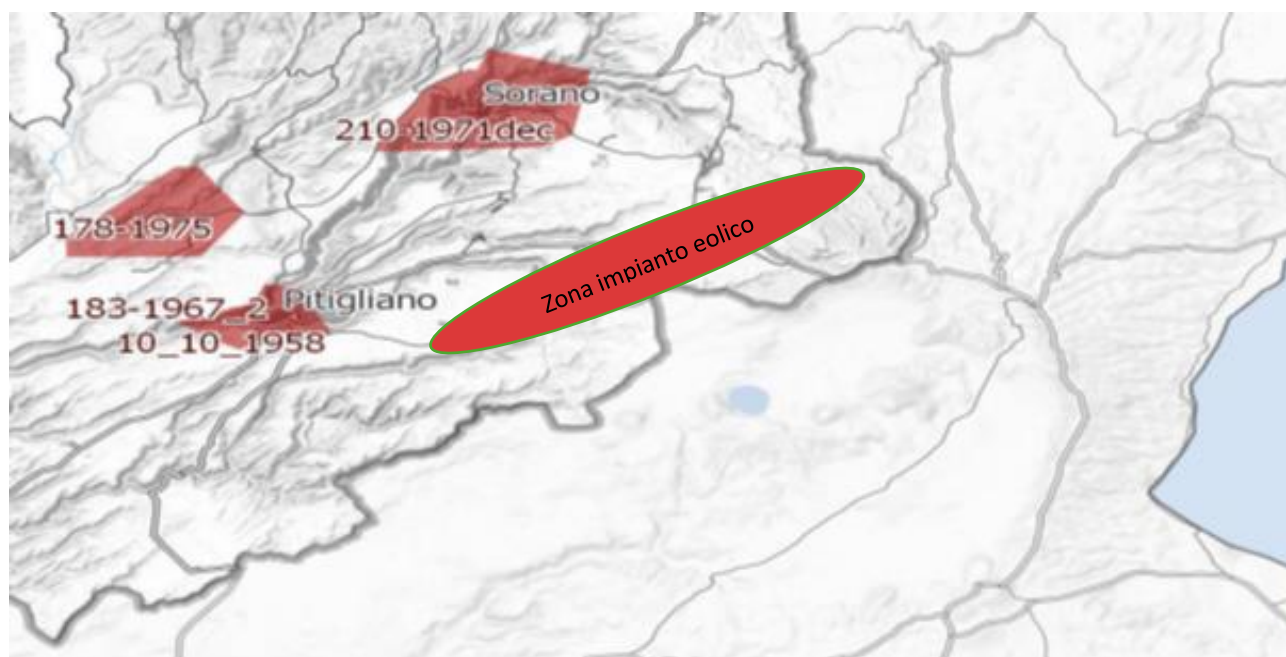 Sorano
210-1971dec
178-1975
Zona impianto eolico
183-1967_2
Pitigliano
10_10_1958